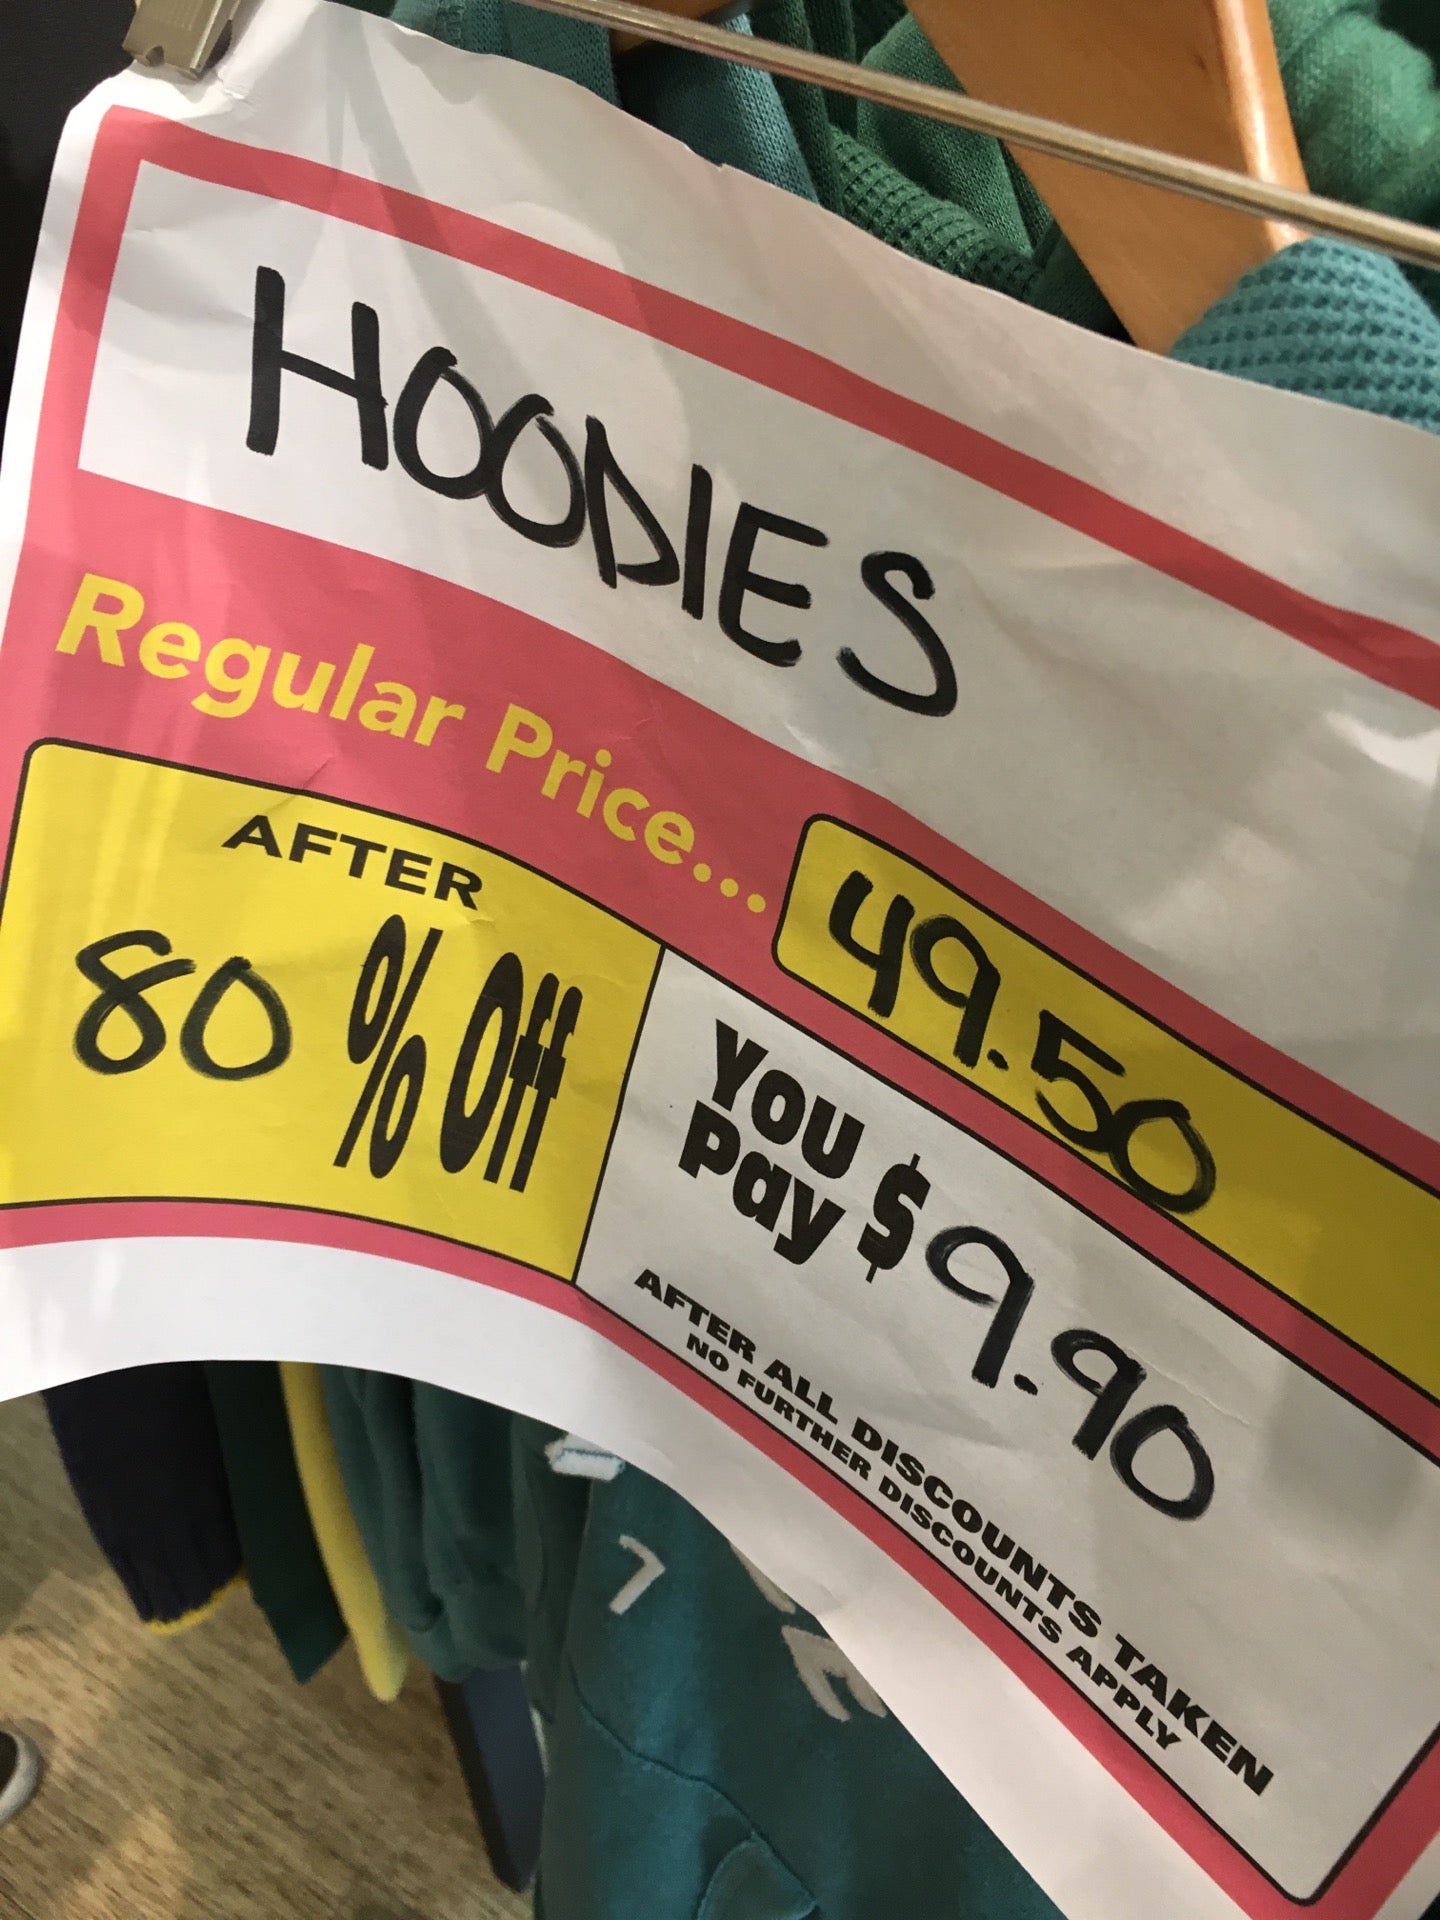 HOODIES
Regular Price... 49.50
AFTER
80 % Off
You
Pay $9.90
AFTER ALL DISCOUNTS TAKEN
NO FURTHER DISCOUNTS APPLY